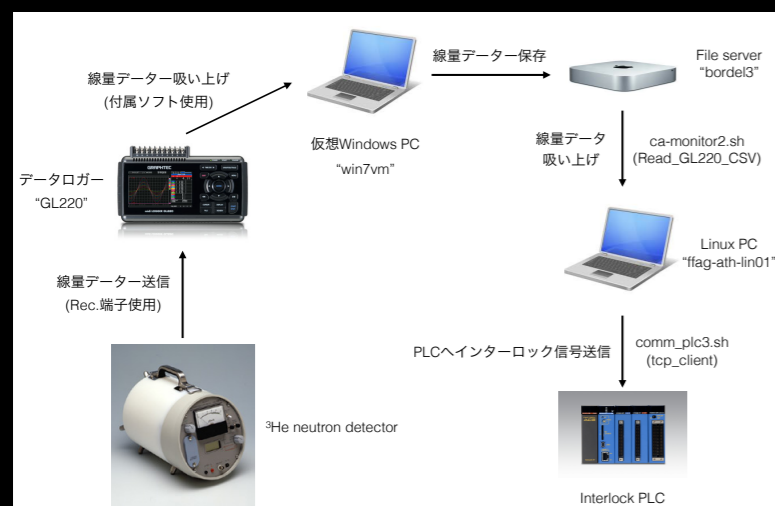 線量データー吸い上げ
(付属ソフト使用)
線量データー保存
File server
“bordel3”
仮想Windows PC
“win7vm”
線量データ
吸い上げ
ca-monitor2.sh
(Read_GL220_CSV)
データロガー
“GL220”
GRAPHTEC
Linux PC
“ffag-ath-lin01”
線量データー送信
(Rec.端子使用)
PLCへインターロック信号送信
comm_plc3.sh
(tcp_client)
³He neutron detector
Interlock PLC